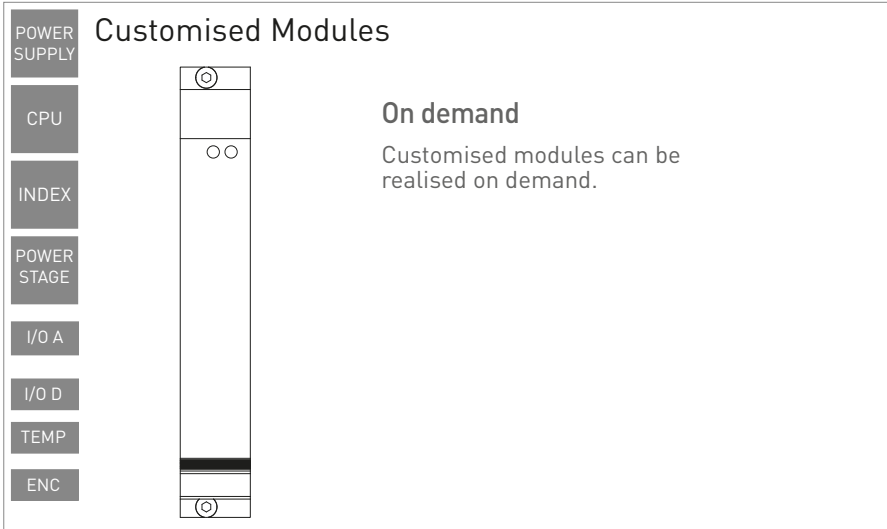 POWER
SUPPLY
Customised Modules
CPU
On demand
Customised modules can be
realised on demand.
INDEX
POWER
STAGE
I/O A
I/O D
TEMP
ENC